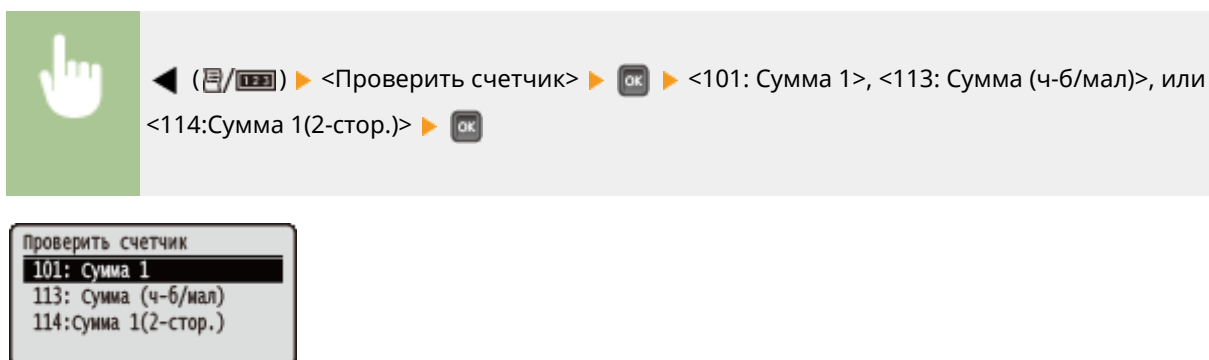 ◀ (/123) ▶ <Проверить счетчик> ▶ OK ▶ <101: Сумма 1>, <113: Сумма (ч-б/мал)>, или
<114:Сумма 1(2-стор.)> ▶ OK
Проверить счетчик
101: Сумма 1
113: Сумма (ч-б/мал)
114:Сумма 1(2-стор.)